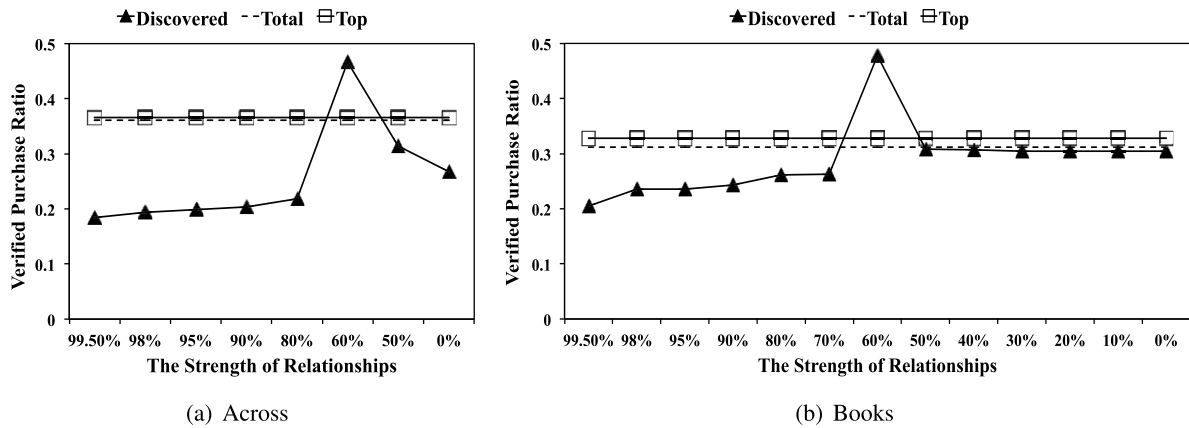 Discovered Total Top
Verified Purchase Ratio
0.5
0.4
0.3
0.2
0.1
0
99.50% 98% 95% 90% 80% 60% 50% 0%
The Strength of Relationships
(a) Across
Discovered Total Top
Verified Purchase Ratio
0.5
0.4
0.3
0.2
0.1
0
99.50% 98% 95% 90% 80% 70% 60% 50% 40% 30% 20% 10% 0%
The Strength of Relationships
(b) Books